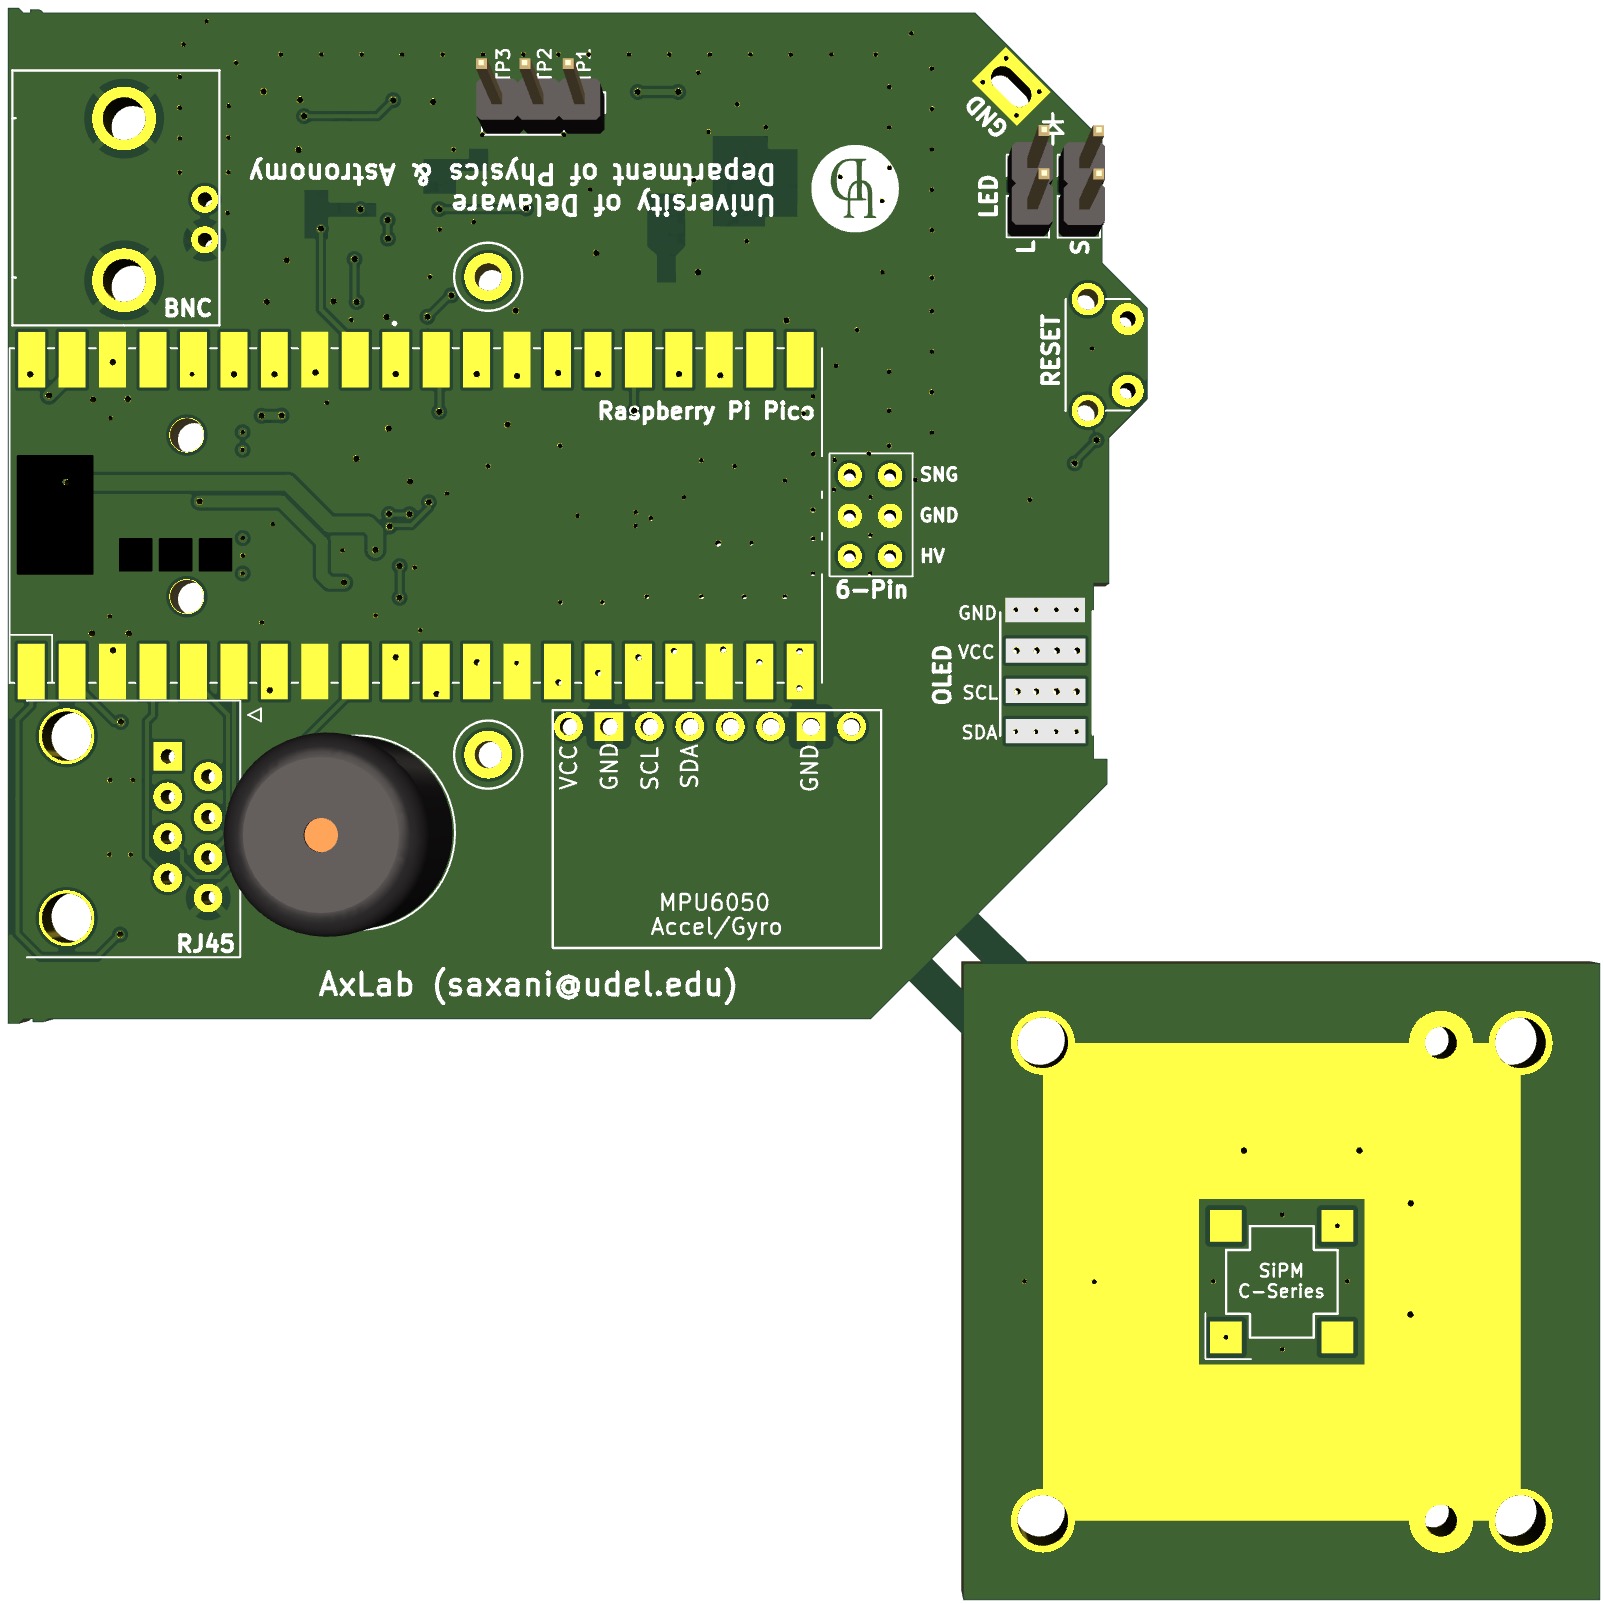 TP3
TP2
TP1
GND
University of Delaware
Department of Physics & Astronomy
UD
LED
L
S
BNC
RESET
Raspberry Pi Pico
SNG
GND
HV
6-Pin
OLED
GND
VCC
SCL
SDA
VCC
GND
SCL
SDA
GND
MPU6050
Accel/Gyro
RJ45
AxLab (saxani@udel.edu)
SiPM
C-Series